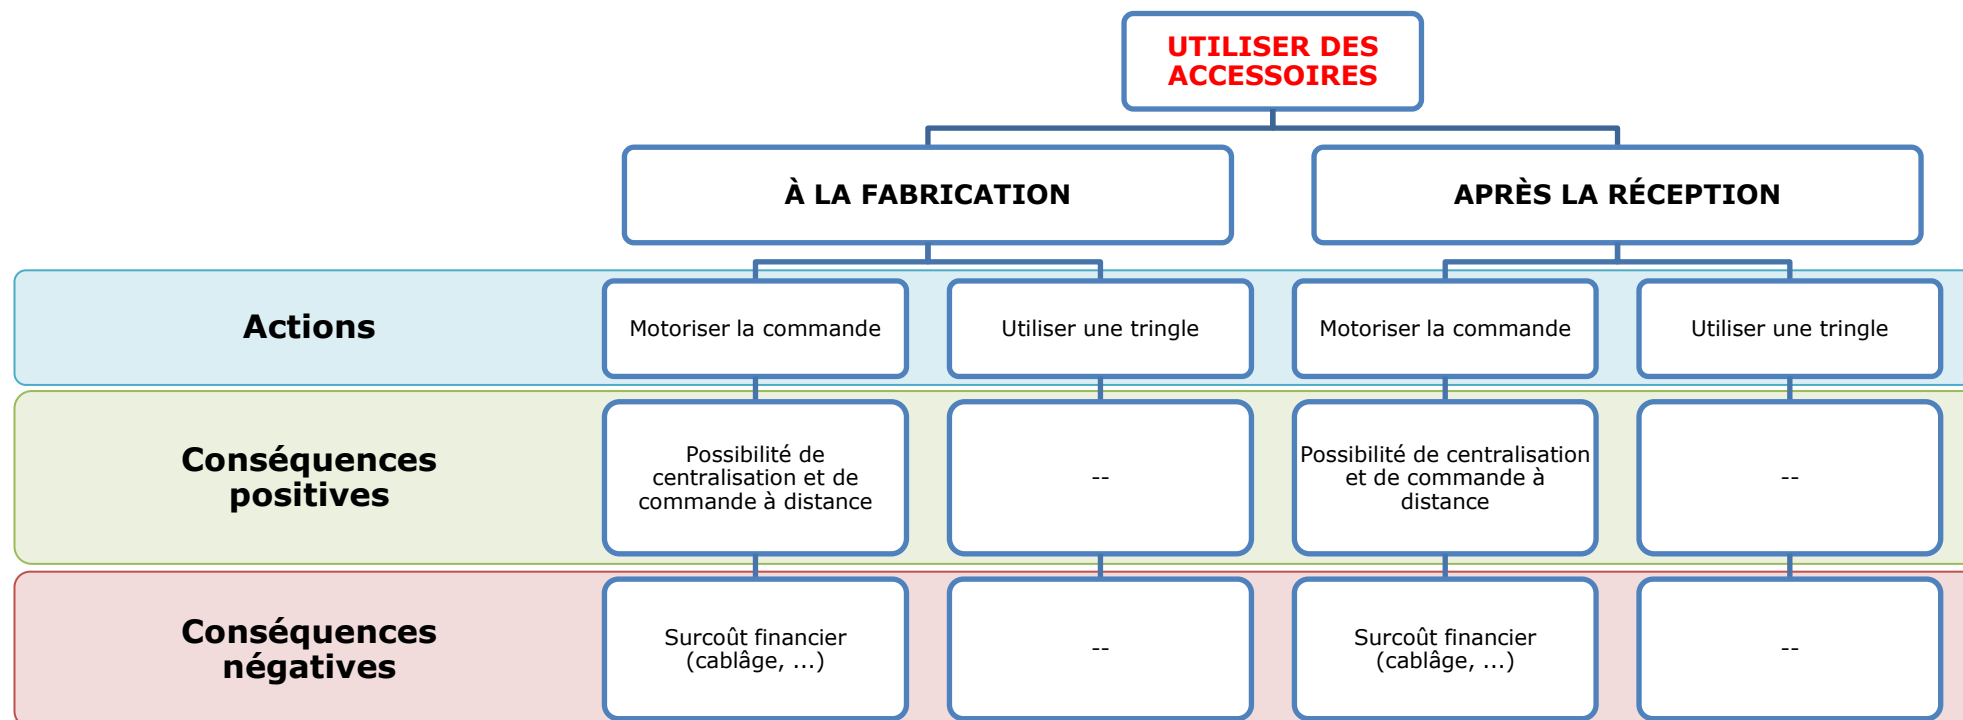 UTILISER DES
ACCESSOIRES
À LA FABRICATION
APRÈS LA RÉCEPTION
Actions
Motoriser la commande
Utiliser une tringle
Motoriser la commande
Utiliser une tringle
Conséquences
positives
Possibilité de
centralisation et de
commande à distance
--
Possibilité de centralisation
et de commande à
distance
--
Conséquences
négatives
Surcoût financier
(cablâge, ...)
--
Surcoût financier
(cablâge, ...)
--